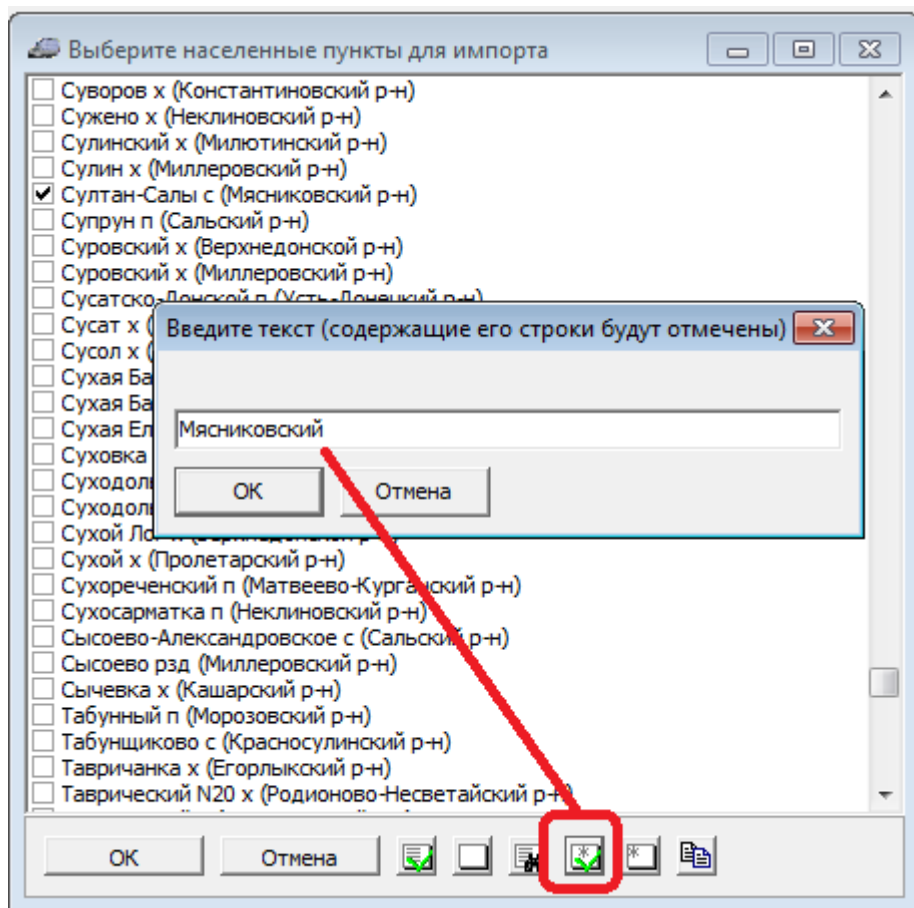 Выберите населенные пункты для импорта
Суворов х (Константиновский р-н)
Сужено х (Неклиновский р-н)
Сулинский х (Милютинский р-н)
Сулин х (Миллеровский р-н)
Султан-Салы с (Мясниковский р-н)
Супрун п (Сальский р-н)
Суровский х (Верхнедонской р-н)
Суровский х (Миллеровский р-н)
Сусатско-Донской п (Усть-Донецкий р-н)
Сусат х (
Сусол х (
Сухая Ба
Сухая Ба
Сухая Ел
Суховка
Суходол
Суходол
Сухой Лог
Введите текст (содержащие его строки будут отмечены)
Мясниковский
ОК
Отмена
Сухой х (Пролетарский р-н)
Сухореченский п (Матвеево-Курганский р-н)
Сухосарматка п (Неклиновский р-н)
Сысоево-Александровское с (Сальский р-н)
Сысоево рзд (Миллеровский р-н)
Сычевка х (Кашарский р-н)
Табунный п (Морозовский р-н)
Табунщиково с (Красносулинский р-н)
Тавричанка х (Егорлыкский р-н)
Таврический N20 х (Родионово-Несветайский р-н)
ОК
Отмена